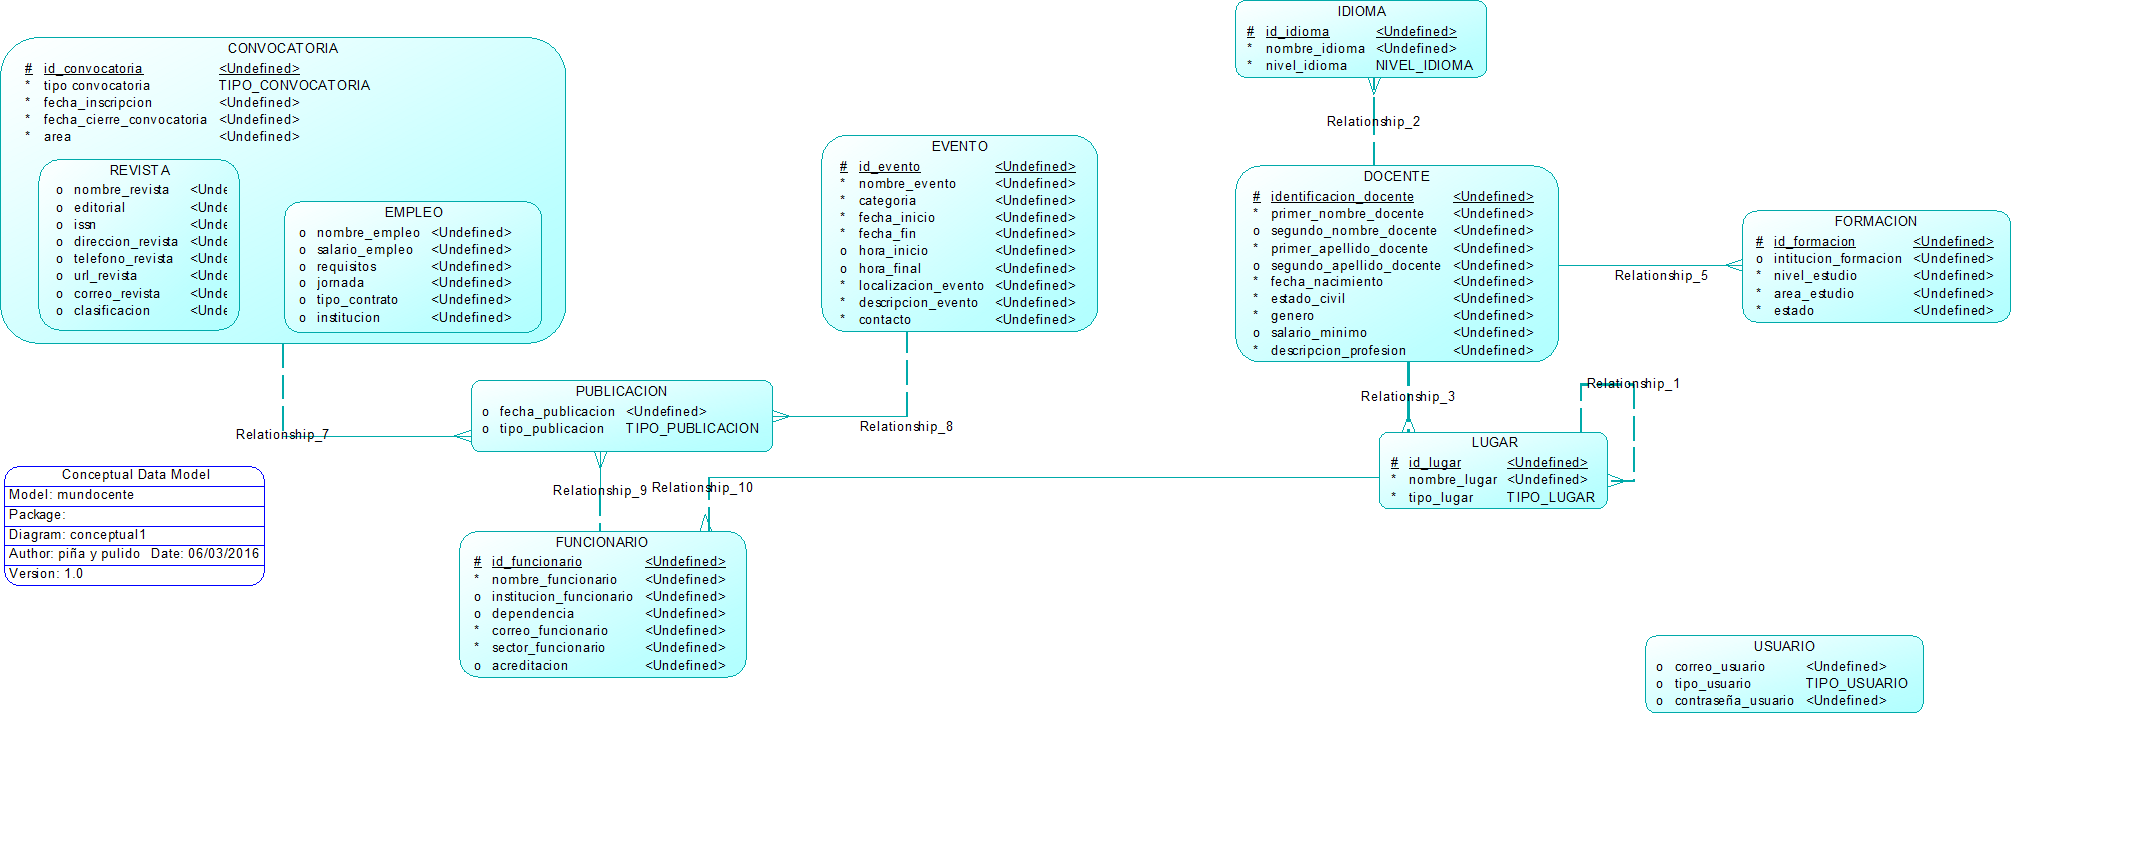 CONVOCATORIA
# id_convocatoria <Undefined>
* tipo convocatoria TIPO_CONVOCATORIA
* fecha_inscripcion <Undefined>
* fecha_cierre_convocatoria <Undefined>
* area <Undefined>
REVISTA
o nombre_revista <Unde
o editorial <Unde
o issn <Unde
o direccion_revista <Unde
o telefono_revista <Unde
o url_revista <Unde
o correo_revista <Unde
o clasificacion <Unde
EMPLEO
o nombre_empleo <Undefined>
o salario_empleo <Undefined>
o requisitos <Undefined>
o jornada <Undefined>
o tipo_contrato <Undefined>
o institucion <Undefined>
EVENTO
# id_evento <Undefined>
* nombre_evento <Undefined>
* categoria <Undefined>
* fecha_inicio <Undefined>
* fecha_fin <Undefined>
o hora_inicio <Undefined>
o hora_final <Undefined>
* localizacion_evento <Undefined>
* descripcion_evento <Undefined>
* contacto <Undefined>
IDIOMA
# id_idioma <Undefined>
* nombre_idioma <Undefined>
* nivel_idioma NIVEL_IDIOMA
Relationship_2
DOCENTE
# identificacion_docente <Undefined>
* primer_nombre_docente <Undefined>
o segundo_nombre_docente <Undefined>
* primer_apellido_docente <Undefined>
o segundo_apellido_docente <Undefined>
* fecha_nacimiento <Undefined>
* estado_civil <Undefined>
* genero <Undefined>
o salario_minimo <Undefined>
* descripcion_profesion <Undefined>
Relationship_5
FORMACION
# id_formacion <Undefined>
o intitucion_formacion <Undefined>
* nivel_estudio <Undefined>
* area_estudio <Undefined>
* estado <Undefined>
Relationship_3
Relationship_1
LUGAR
# id_lugar <Undefined>
* nombre_lugar <Undefined>
* tipo_lugar TIPO_LUGAR
PUBLICACION
o fecha_publicacion <Undefined>
o tipo_publicacion TIPO_PUBLICACION
Relationship_7
Relationship_8
Relationship_9
Relationship_10
Conceptual Data Model
Model: mundocente
Package:
Diagram: conceptual1
Author: piña y pulido Date: 06/03/2016
Version: 1.0
FUNCIONARIO
# id_funcionario <Undefined>
* nombre_funcionario <Undefined>
o institucion_funcionario <Undefined>
o dependencia <Undefined>
* correo_funcionario <Undefined>
* sector_funcionario <Undefined>
o acreditacion <Undefined>
USUARIO
o correo_usuario <Undefined>
o tipo_usuario TIPO_USUARIO
o contraseña_usuario <Undefined>